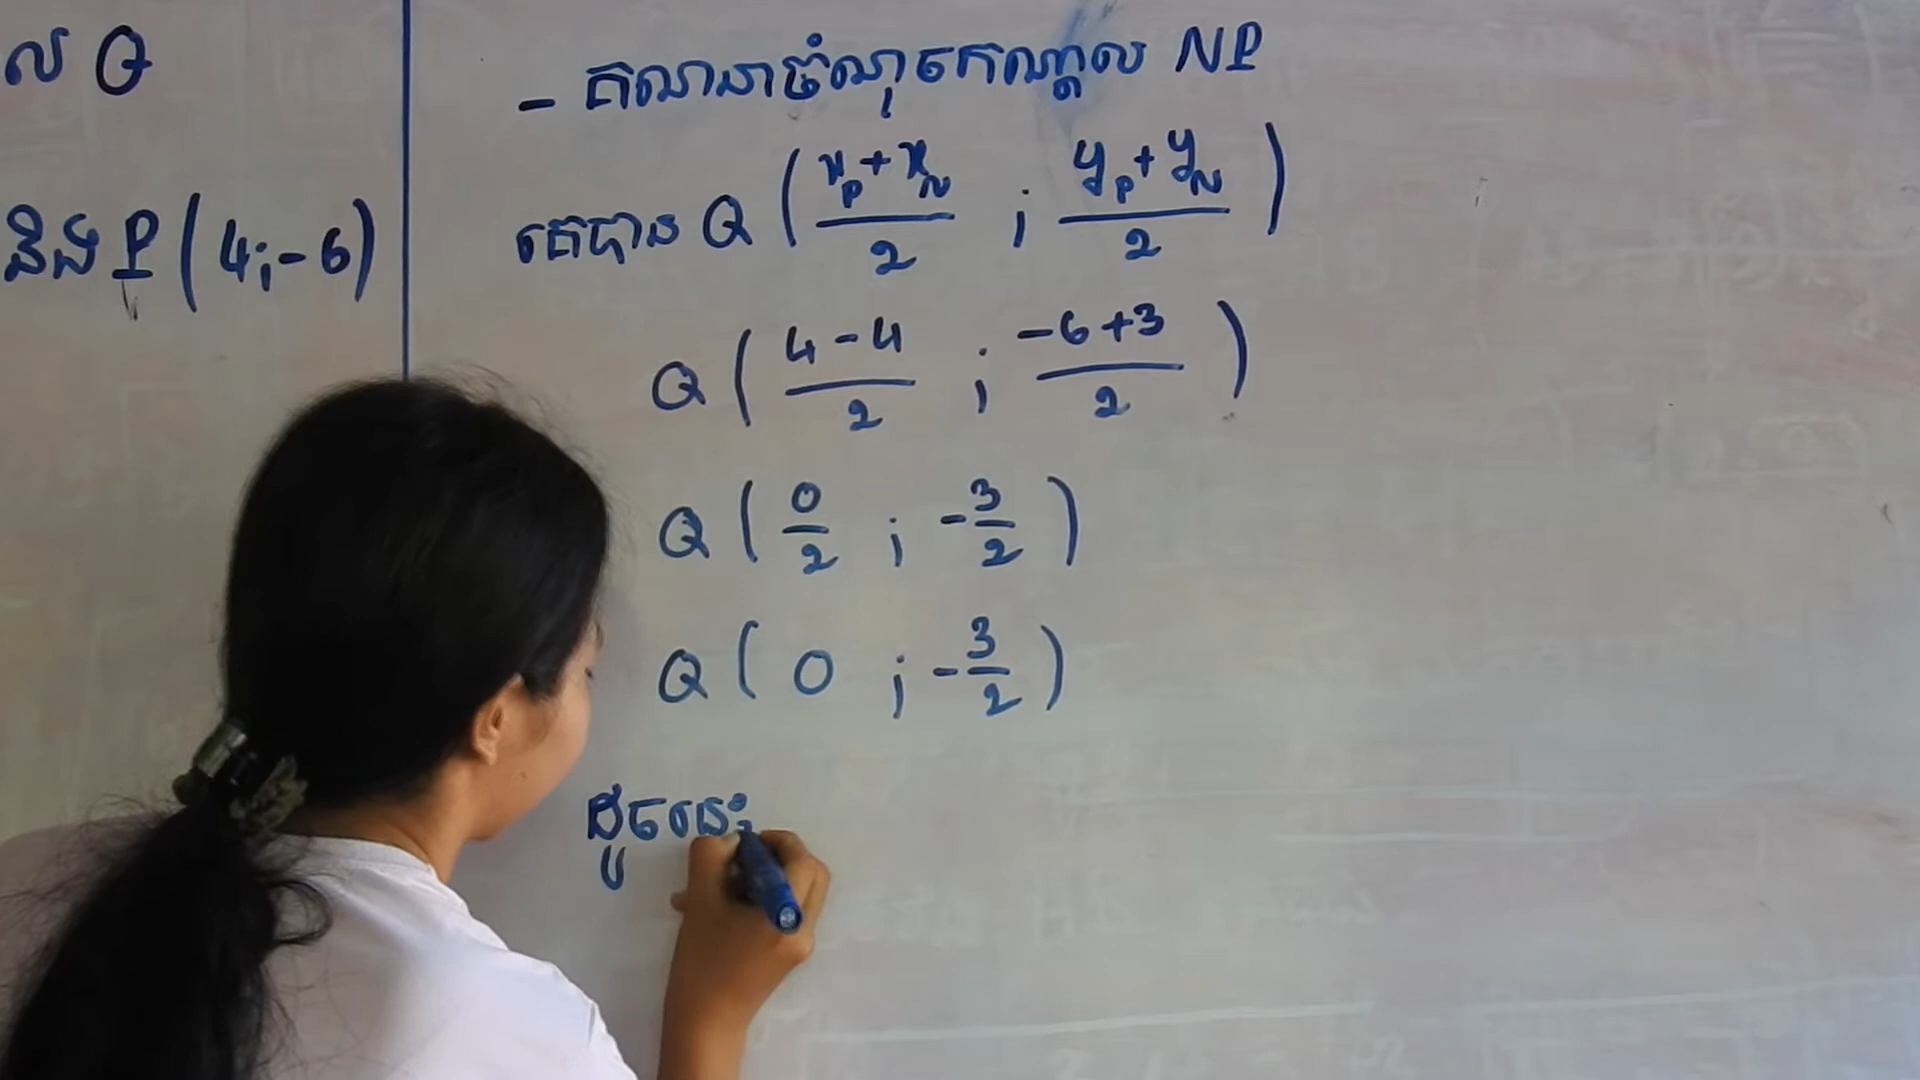 ល Q
និង P(4;-6)
- គណនាចំណុចកណ្ដាល NP
គេបាន Q ( (x_P + x_N)/2 ; (y_P + y_N)/2 )
Q ( (4-4)/2 ; (-6+3)/2 )
Q ( 0/2 ; -3/2 )
Q ( 0 ; -3/2 )
ដូចនេះ